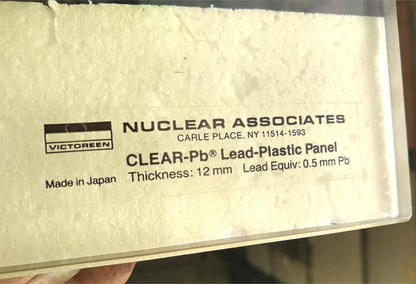 VICTOREEN
NUCLEAR ASSOCIATES
CARLE PLACE, NY 11514-1593
CLEAR-Pb® Lead-Plastic Panel
Made in Japan
Thickness: 12 mm Lead Equiv: 0.5 mm Pb